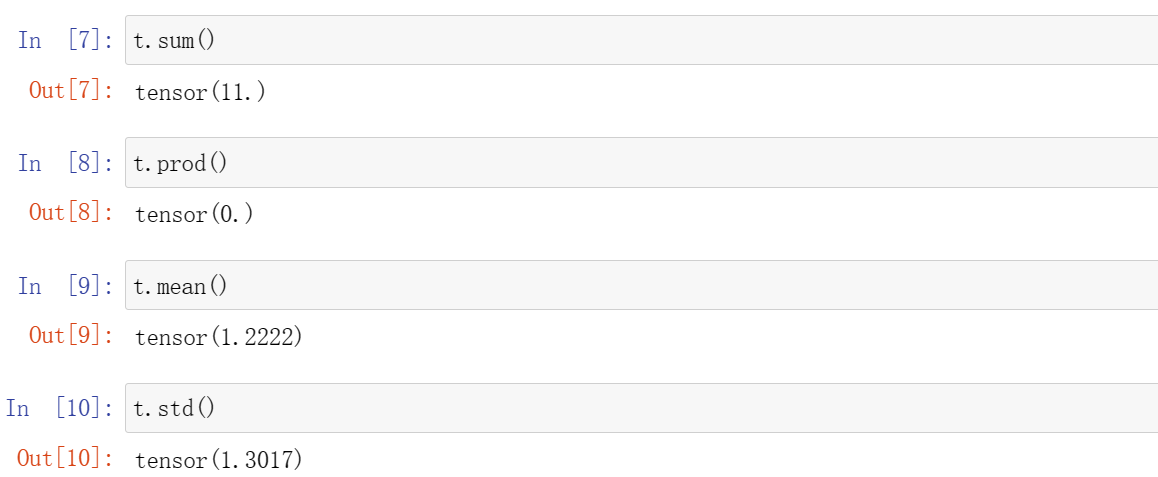 In [7]: t.sum()
Out[7]: tensor(11.)
In [8]: t.prod()
Out[8]: tensor(0.)
In [9]: t.mean()
Out[9]: tensor(1.2222)
In [10]: t.std()
Out[10]: tensor(1.3017)